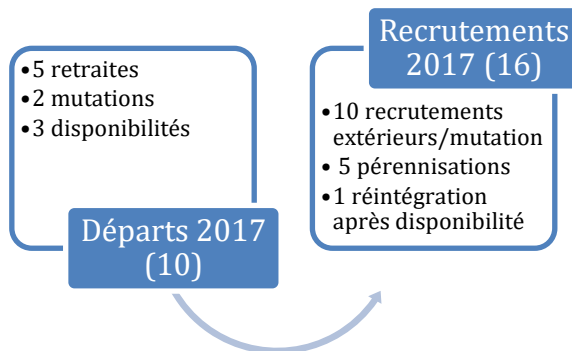 •5 retraites
•2 mutations
•3 disponibilités
Départs 2017
(10)
Recrutements
2017 (16)
•10 recrutements
extérieurs/mutation
• 5 pérennisations
•1 réintégration
après disponibilité